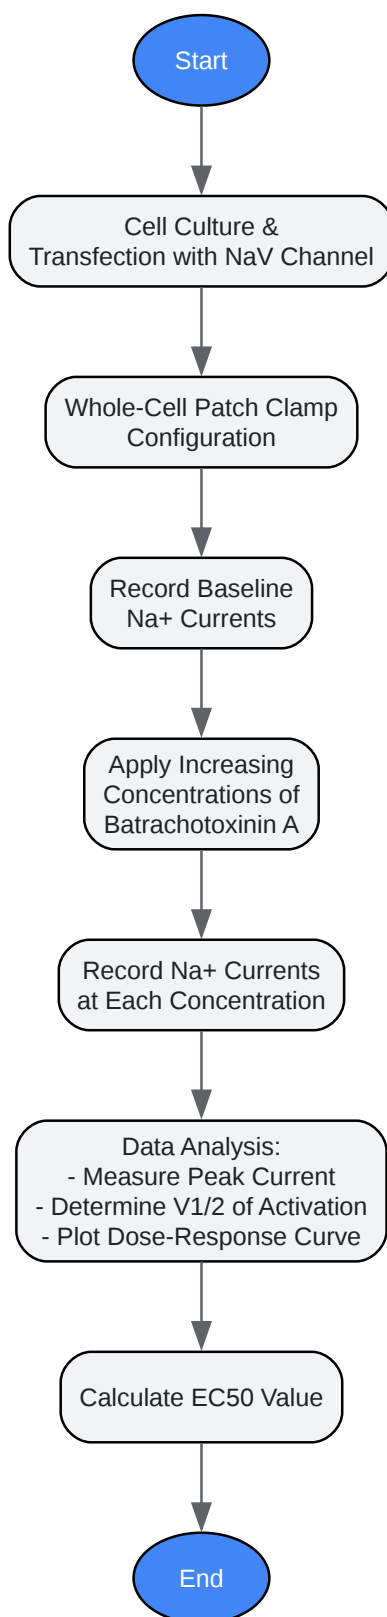 Start
Cell Culture &
Transfection with NaV Channel
Whole-Cell Patch Clamp
Configuration
Record Baseline
Na+ Currents
Apply Increasing
Concentrations of
Batrachotoxinin A
Record Na+ Currents
at Each Concentration
Data Analysis:
- Measure Peak Current
- Determine V1/2 of Activation
- Plot Dose-Response Curve
Calculate EC50 Value
End